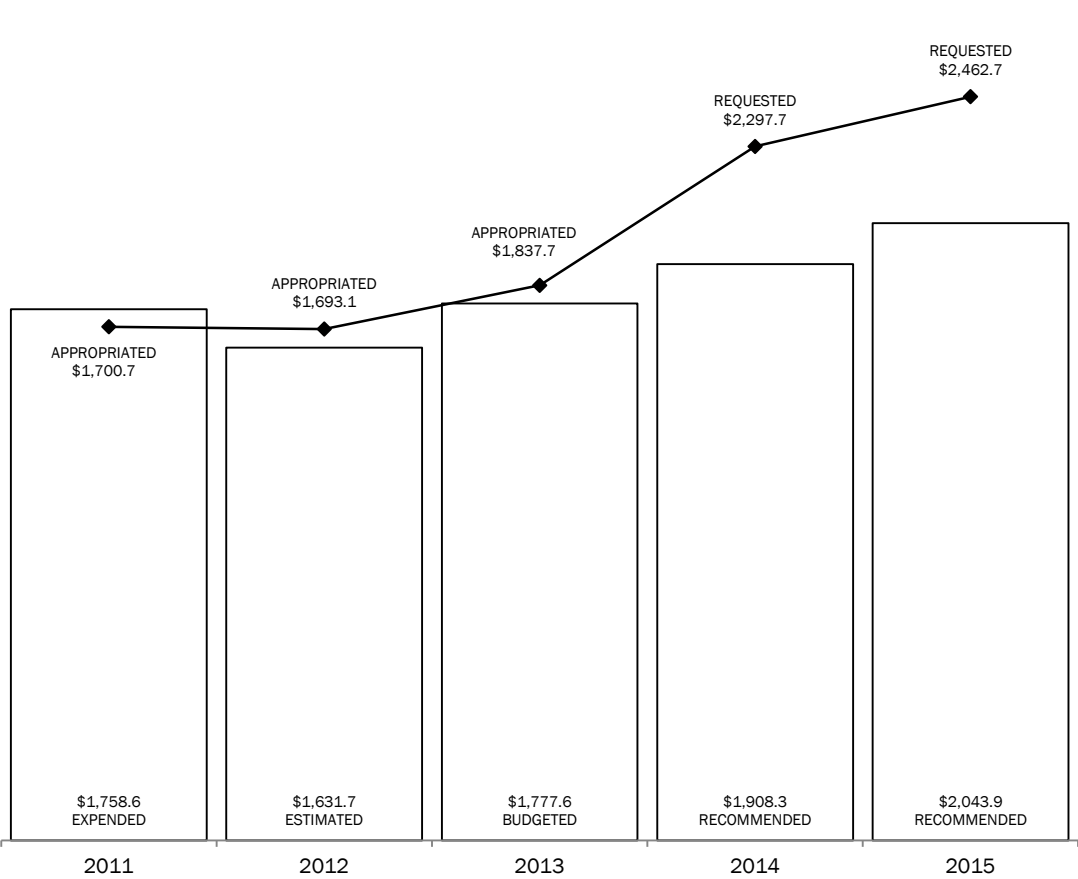 REQUESTED
$2,462.7
REQUESTED
$2,297.7
APPROPRIATED
$1,837.7
APPROPRIATED
$1,693.1
APPROPRIATED
$1,700.7
$1,758.6
EXPENDED
$1,631.7
ESTIMATED
$1,777.6
BUDGETED
$1,908.3
RECOMMENDED
$2,043.9
RECOMMENDED
2011
2012
2013
2014
2015